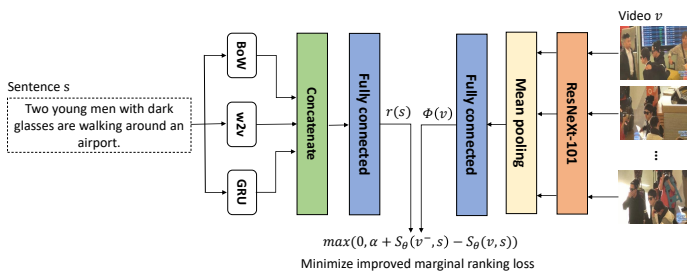 Video v
Sentence s
Two young men with dark
glasses are walking around an
airport.
BoW
w2v
GRU
Concatenate
Fully connected
r(s)
Φ(v)
Fully connected
Mean pooling
ResNeXt-101
...
max(0, α + S_θ(v⁻, s) − S_θ(v, s))
Minimize improved marginal ranking loss